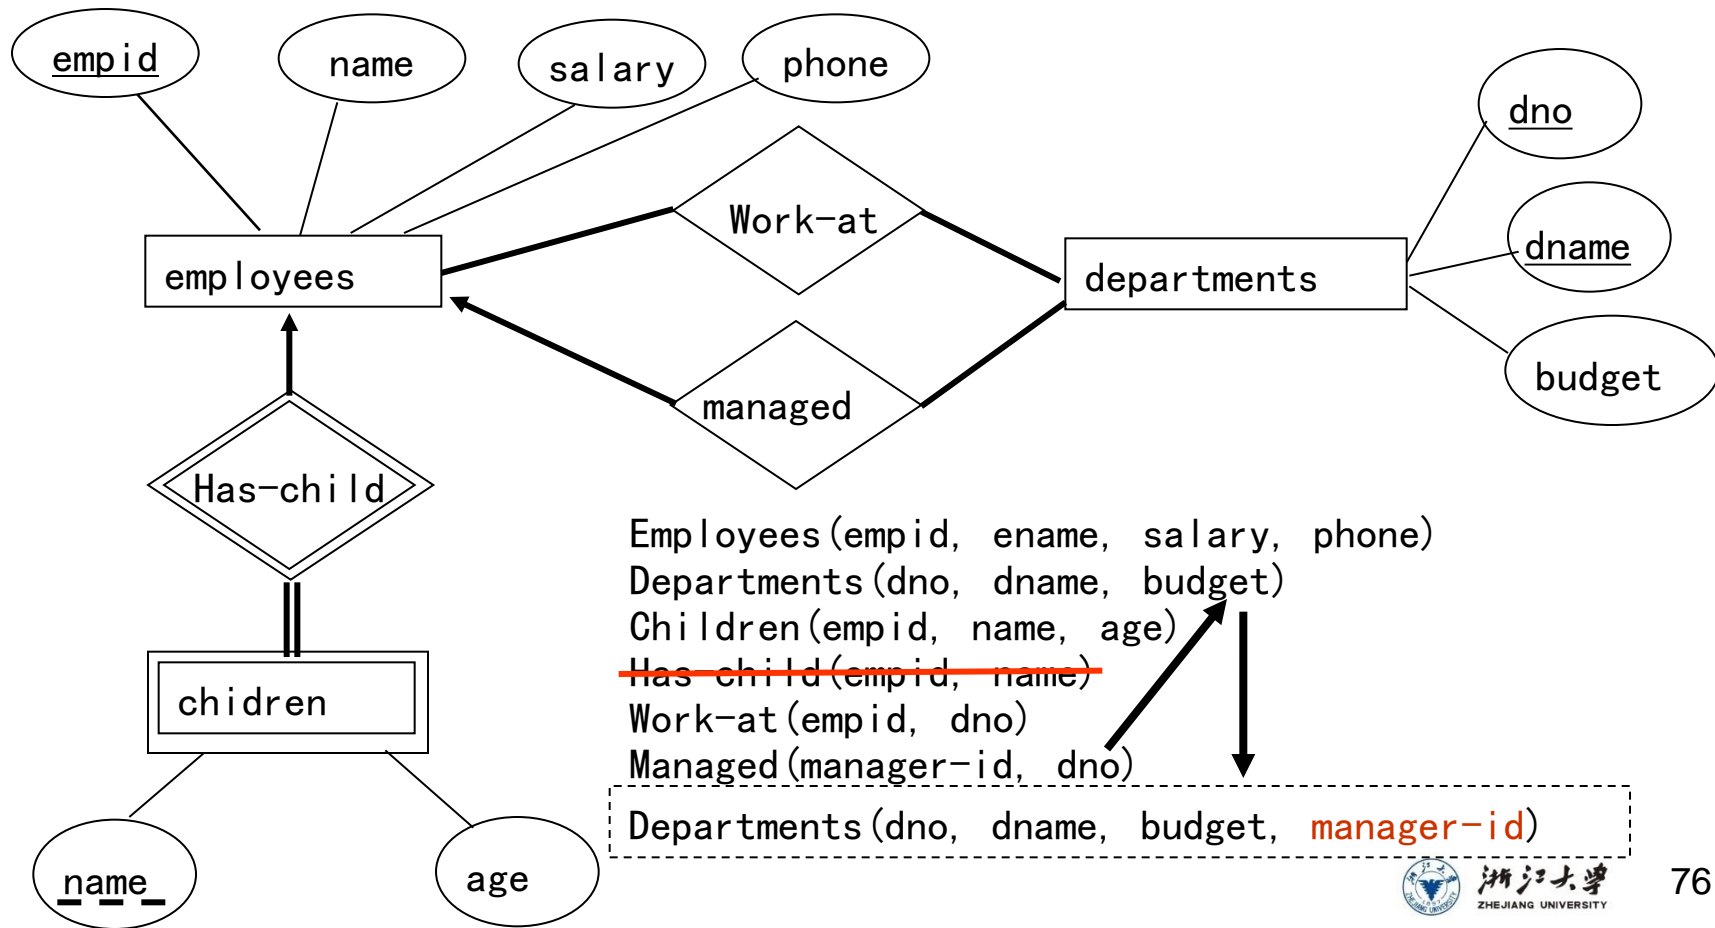 empid
name
salary
phone
dno
Work-at
dname
employees
departments
budget
managed
Has-child
Employees(empid, ename, salary, phone)
Departments(dno, dname, budget)
Children(empid, name, age)
Has-child(empid, name)
chidren
Work-at(empid, dno)
Managed(manager-id, dno)
Departments(dno, dname, budget, manager-id)
name
age
浙江大学
ZHEJIANG UNIVERSITY
76